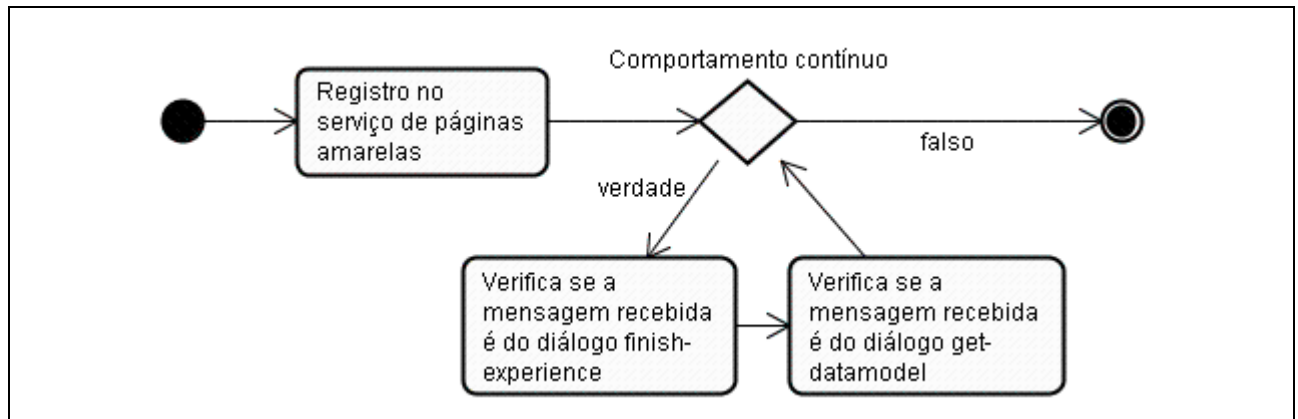 Comportamento contínuo
Registro no
serviço de páginas
amarelas
falso
verdade
Verifica se a
mensagem recebida
é do diálogo finish-
experience
Verifica se a
mensagem recebida
é do diálogo get-
datamodel